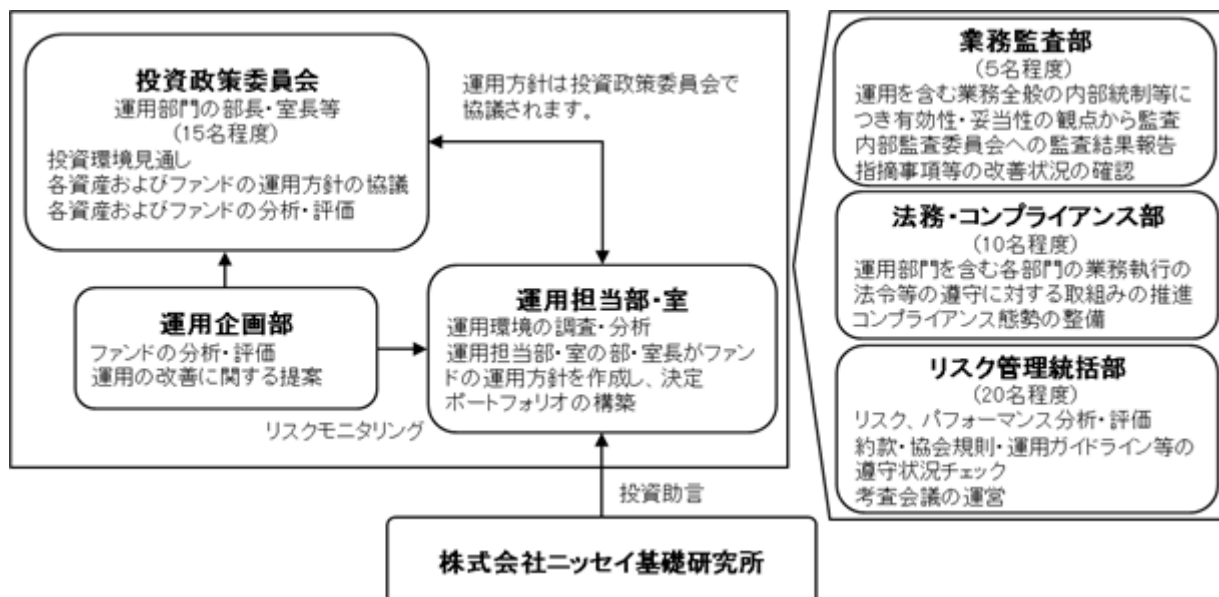 投資政策委員会
運用部門の部長・室長等
(15名程度)
投資環境見通し
各資産およびファンドの運用方針の協議
各資産およびファンドの分析・評価
運用方針は投資政策委員会で
協議されます。
運用企画部
ファンドの分析・評価
運用の改善に関する提案
リスクモニタリング
運用担当部・室
運用環境の調査・分析
運用担当部・室の部・室長がファン
ドの運用方針を作成し、決定
ポートフォリオの構築
投資助言
株式会社ニッセイ基礎研究所
業務監査部
(5名程度)
運用を含む業務全般の内部統制等に
つき有効性・妥当性の観点から監査
内部監査委員会への監査結果報告
指摘事項等の改善状況の確認
法務・コンプライアンス部
(10名程度)
運用部門を含む各部門の業務執行の
法令等の遵守に対する取組みの推進
コンプライアンス態勢の整備
リスク管理統括部
(20名程度)
リスク、パフォーマンス分析・評価
約款・協会規則・運用ガイドライン等の
遵守状況チェック
考査会議の運営